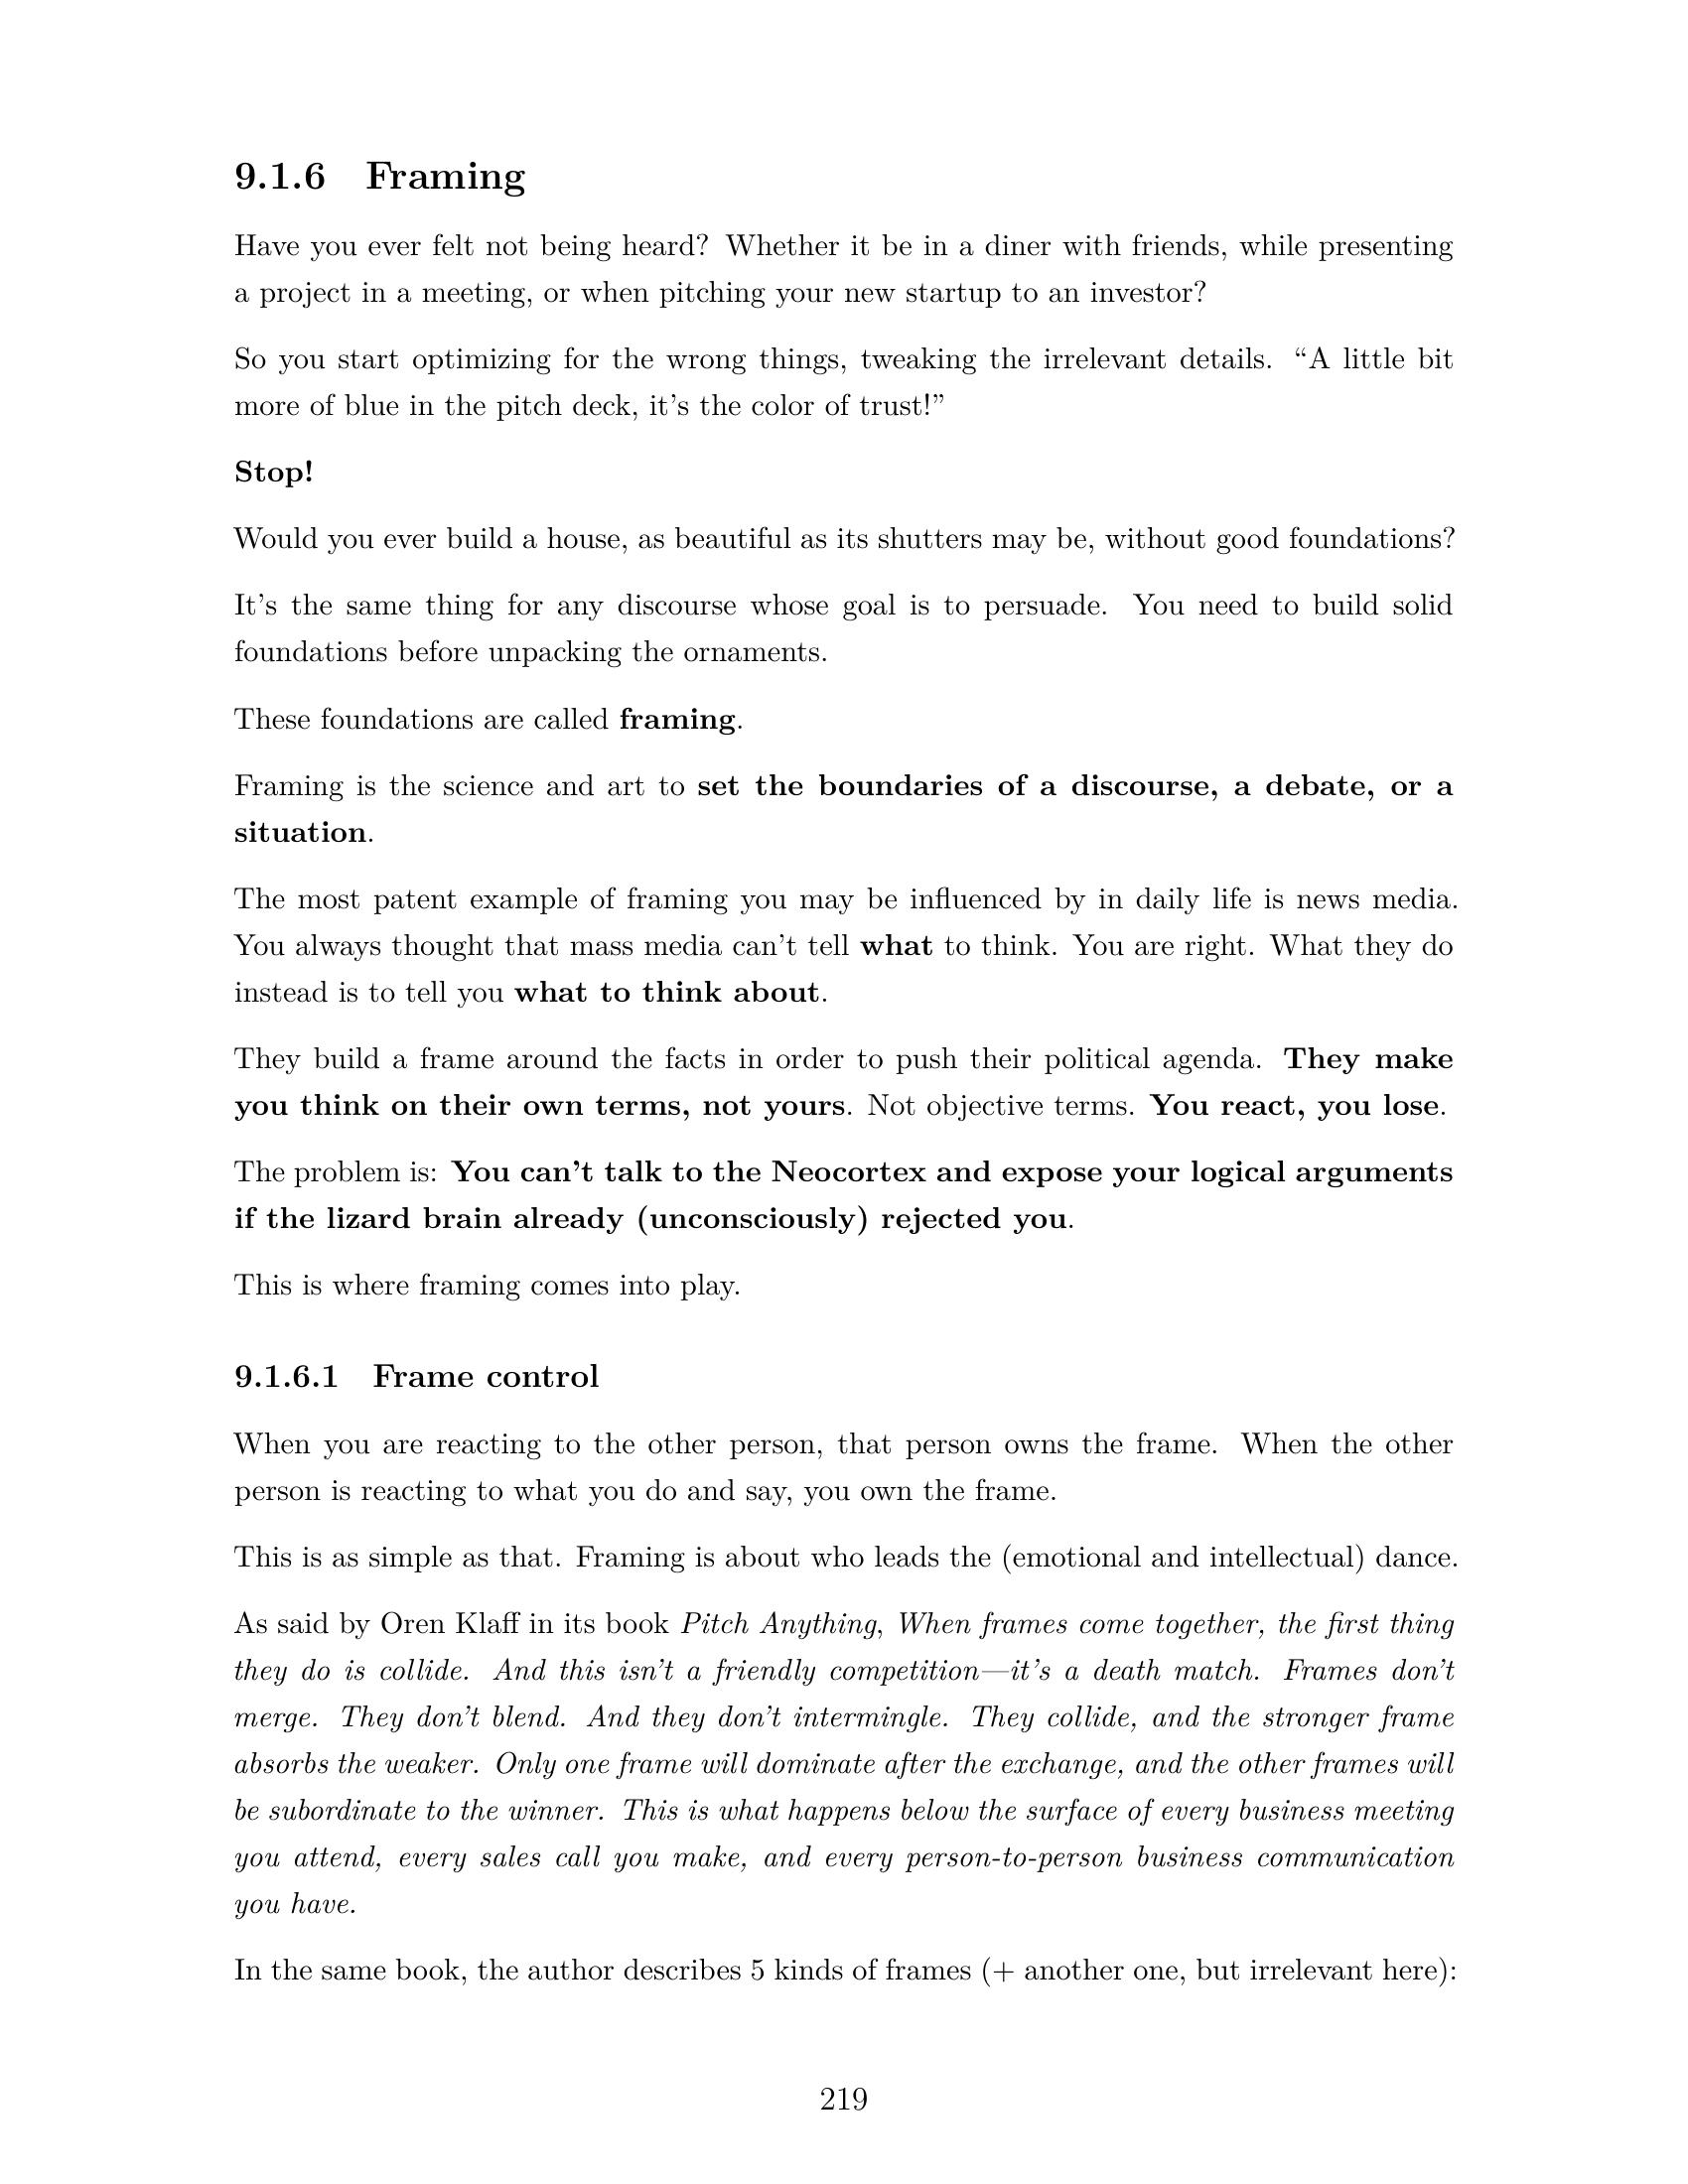 9.1.6 Framing
Have you ever felt not being heard? Whether it be in a diner with friends, while presenting
a project in a meeting, or when pitching your new startup to an investor?
So you start optimizing for the wrong things, tweaking the irrelevant details. “A little bit
more of blue in the pitch deck, it’s the color of trust!”
Stop!
Would you ever build a house, as beautiful as its shutters may be, without good foundations?
It’s the same thing for any discourse whose goal is to persuade. You need to build solid
foundations before unpacking the ornaments.
These foundations are called framing.
Framing is the science and art to set the boundaries of a discourse, a debate, or a
situation.
The most patent example of framing you may be influenced by in daily life is news media.
You always thought that mass media can’t tell what to think. You are right. What they do
instead is to tell you what to think about.
They build a frame around the facts in order to push their political agenda. They make
you think on their own terms, not yours. Not objective terms. You react, you lose.
The problem is: You can’t talk to the Neocortex and expose your logical arguments
if the lizard brain already (unconsciously) rejected you.
This is where framing comes into play.
9.1.6.1 Frame control
When you are reacting to the other person, that person owns the frame. When the other
person is reacting to what you do and say, you own the frame.
This is as simple as that. Framing is about who leads the (emotional and intellectual) dance.
As said by Oren Klaff in its book Pitch Anything, When frames come together, the first thing
they do is collide. And this isn’t a friendly competition—it’s a death match. Frames don’t
merge. They don’t blend. And they don’t intermingle. They collide, and the stronger frame
absorbs the weaker. Only one frame will dominate after the exchange, and the other frames will
be subordinate to the winner. This is what happens below the surface of every business meeting
you attend, every sales call you make, and every person-to-person business communication
you have.
In the same book, the author describes 5 kinds of frames (+ another one, but irrelevant here):
219